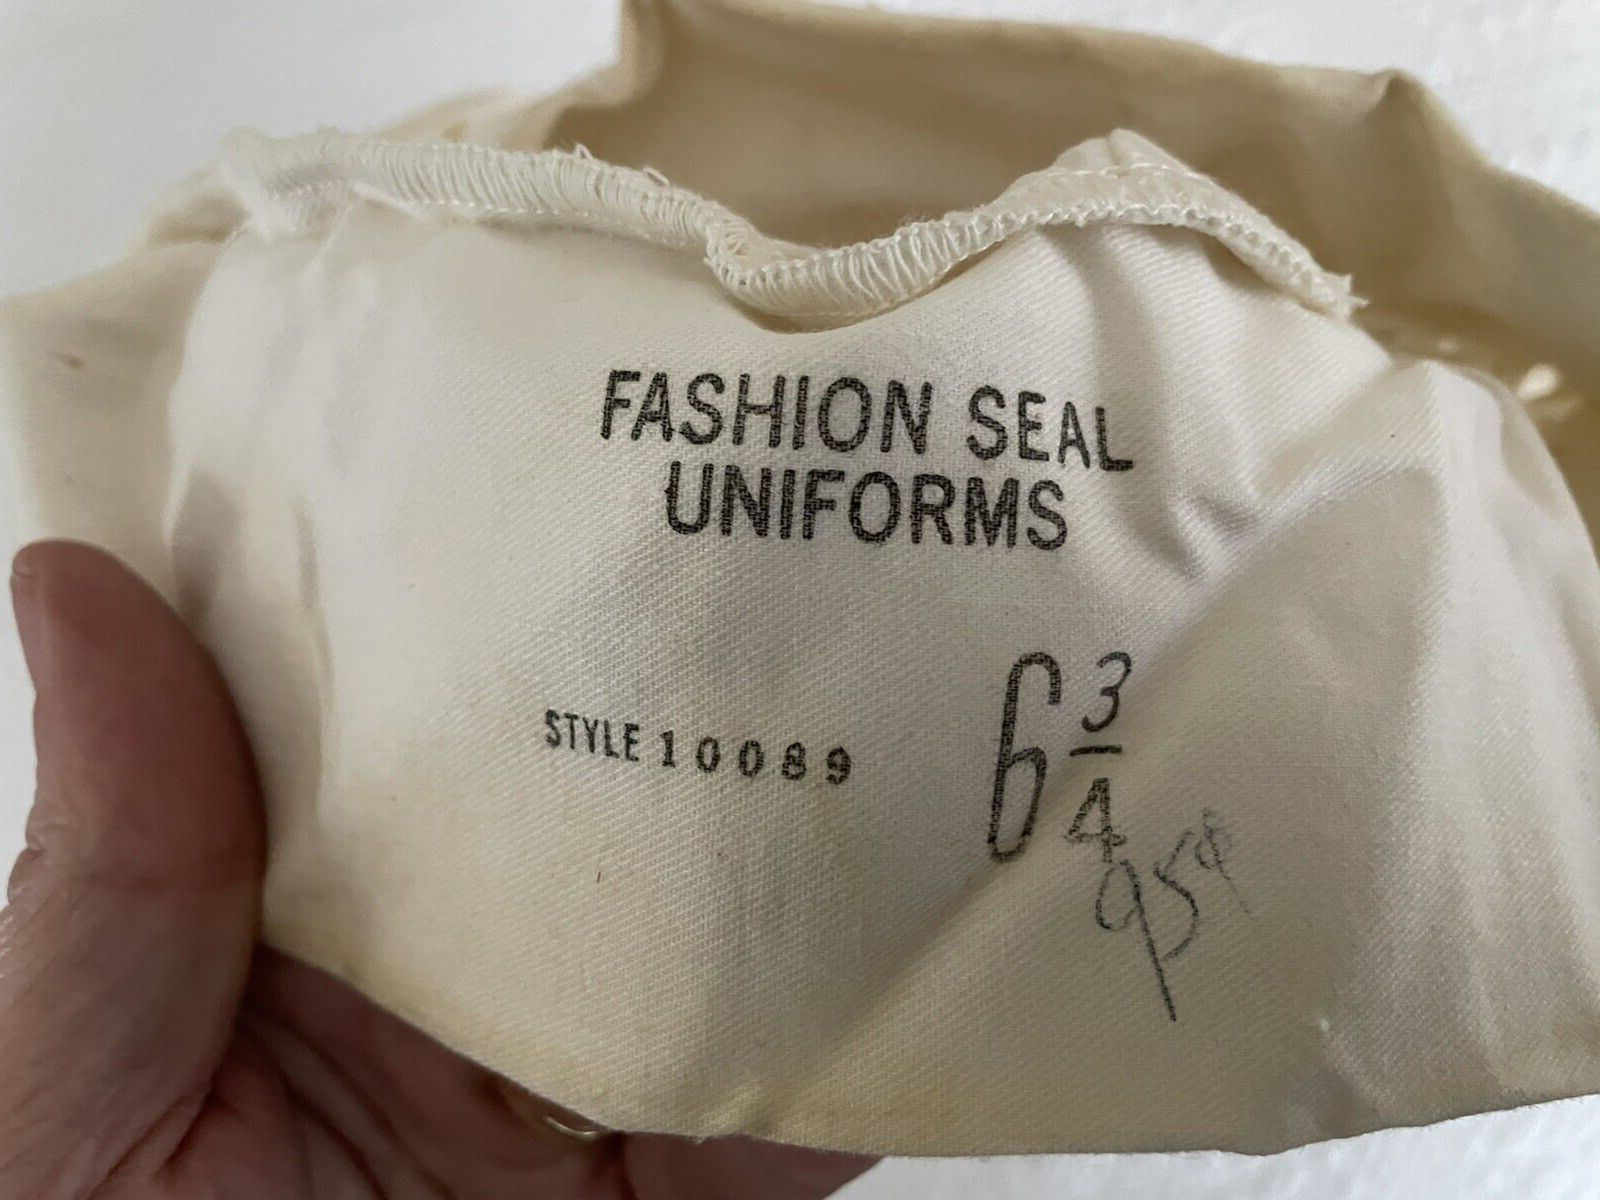 FASHION SEAL
UNIFORMS
STYLE 10089
6 3/4
95¢